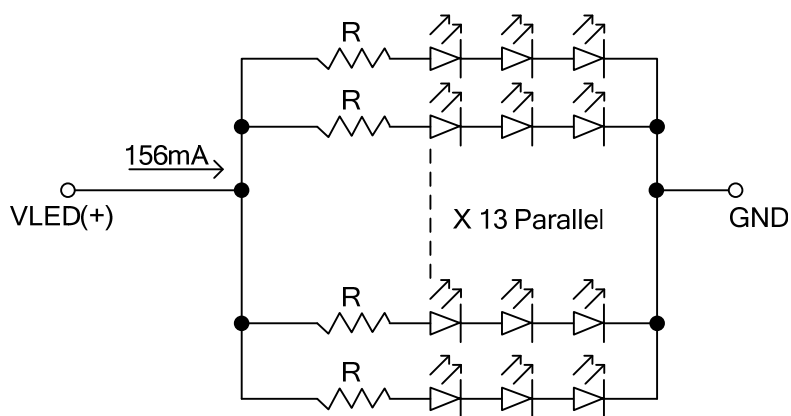 R
R
156mA
VLED(+)
X 13 Parallel
GND
R
R